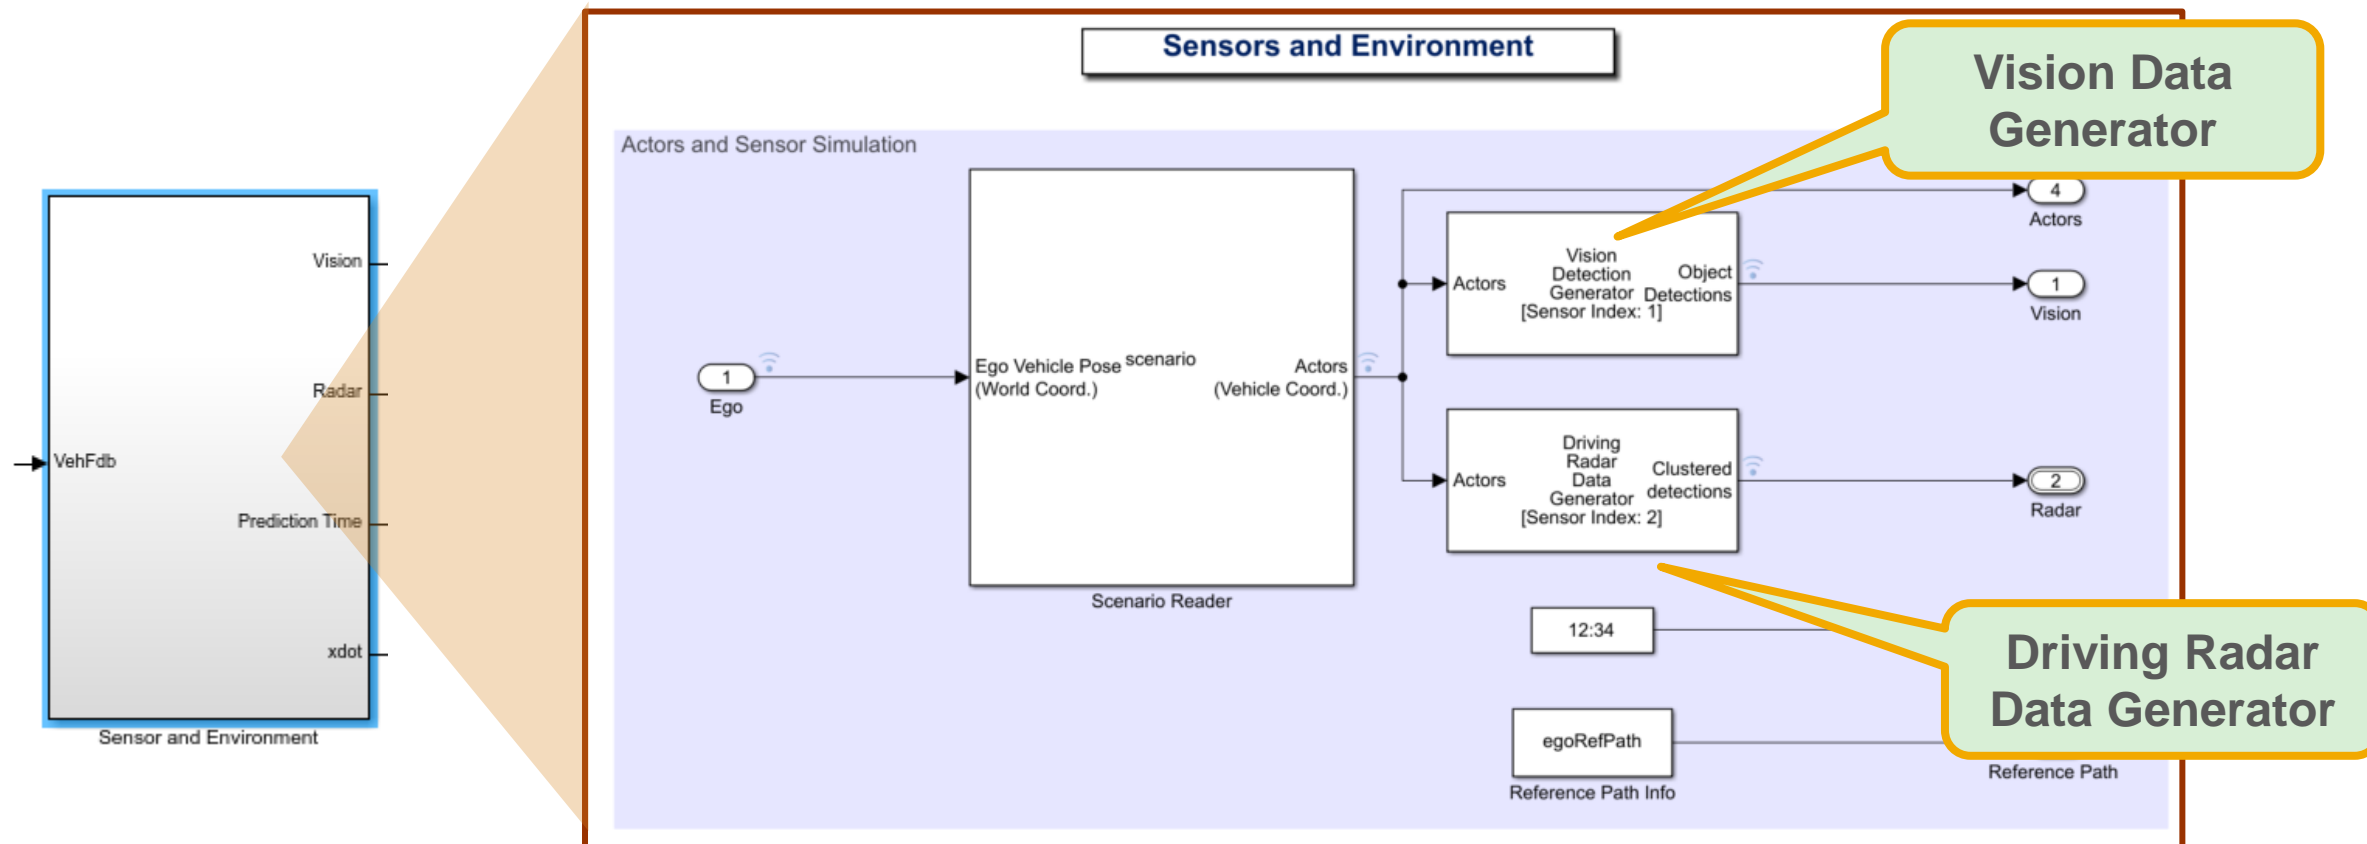 Sensors and Environment
Vision Data
Generator
Actors and Sensor Simulation
Vision
Radar
VehFdb
Prediction Time
xdot
Sensor and Environment
1
Ego
Ego Vehicle Pose
(World Coord.)
scenario
Actors
(Vehicle Coord.)
Scenario Reader
Actors
Vision
Detection
Generator
[Sensor Index: 1]
Object
Detections
4
Actors
1
Vision
Actors
Driving
Radar
Data
Generator
[Sensor Index: 2]
Clustered
detections
2
Radar
12:34
egoRefPath
Reference Path Info
Driving Radar
Data Generator
Reference Path